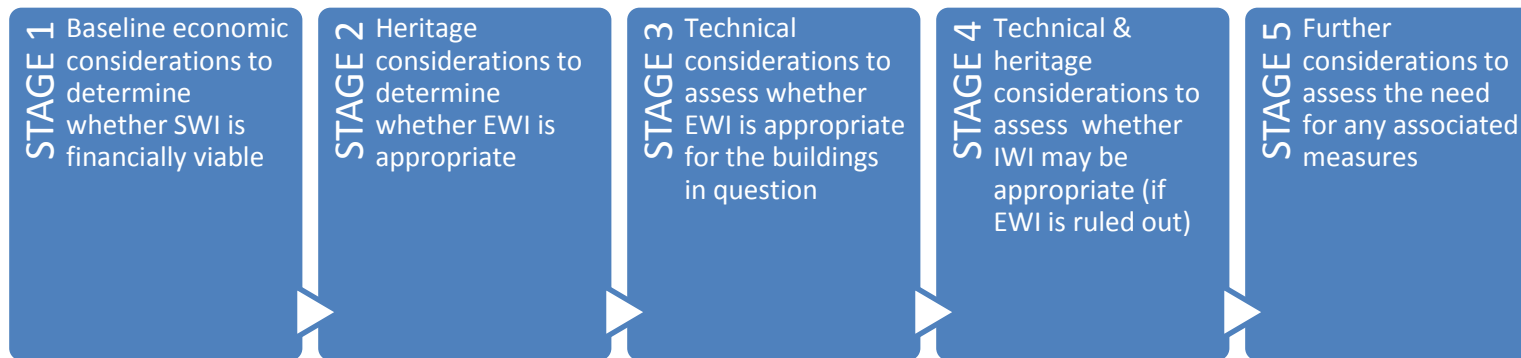 STAGE 1
Baseline economic
considerations to
determine
whether SWI is
financially viable
STAGE 2
Heritage
considerations to
determine
whether EWI is
appropriate
STAGE 3
Technical
considerations to
assess whether
EWI is appropriate
for the buildings
in question
STAGE 4
Technical &
heritage
considerations to
assess whether
IWI may be
appropriate (if
EWI is ruled out)
STAGE 5
Further
considerations to
assess the need
for any associated
measures